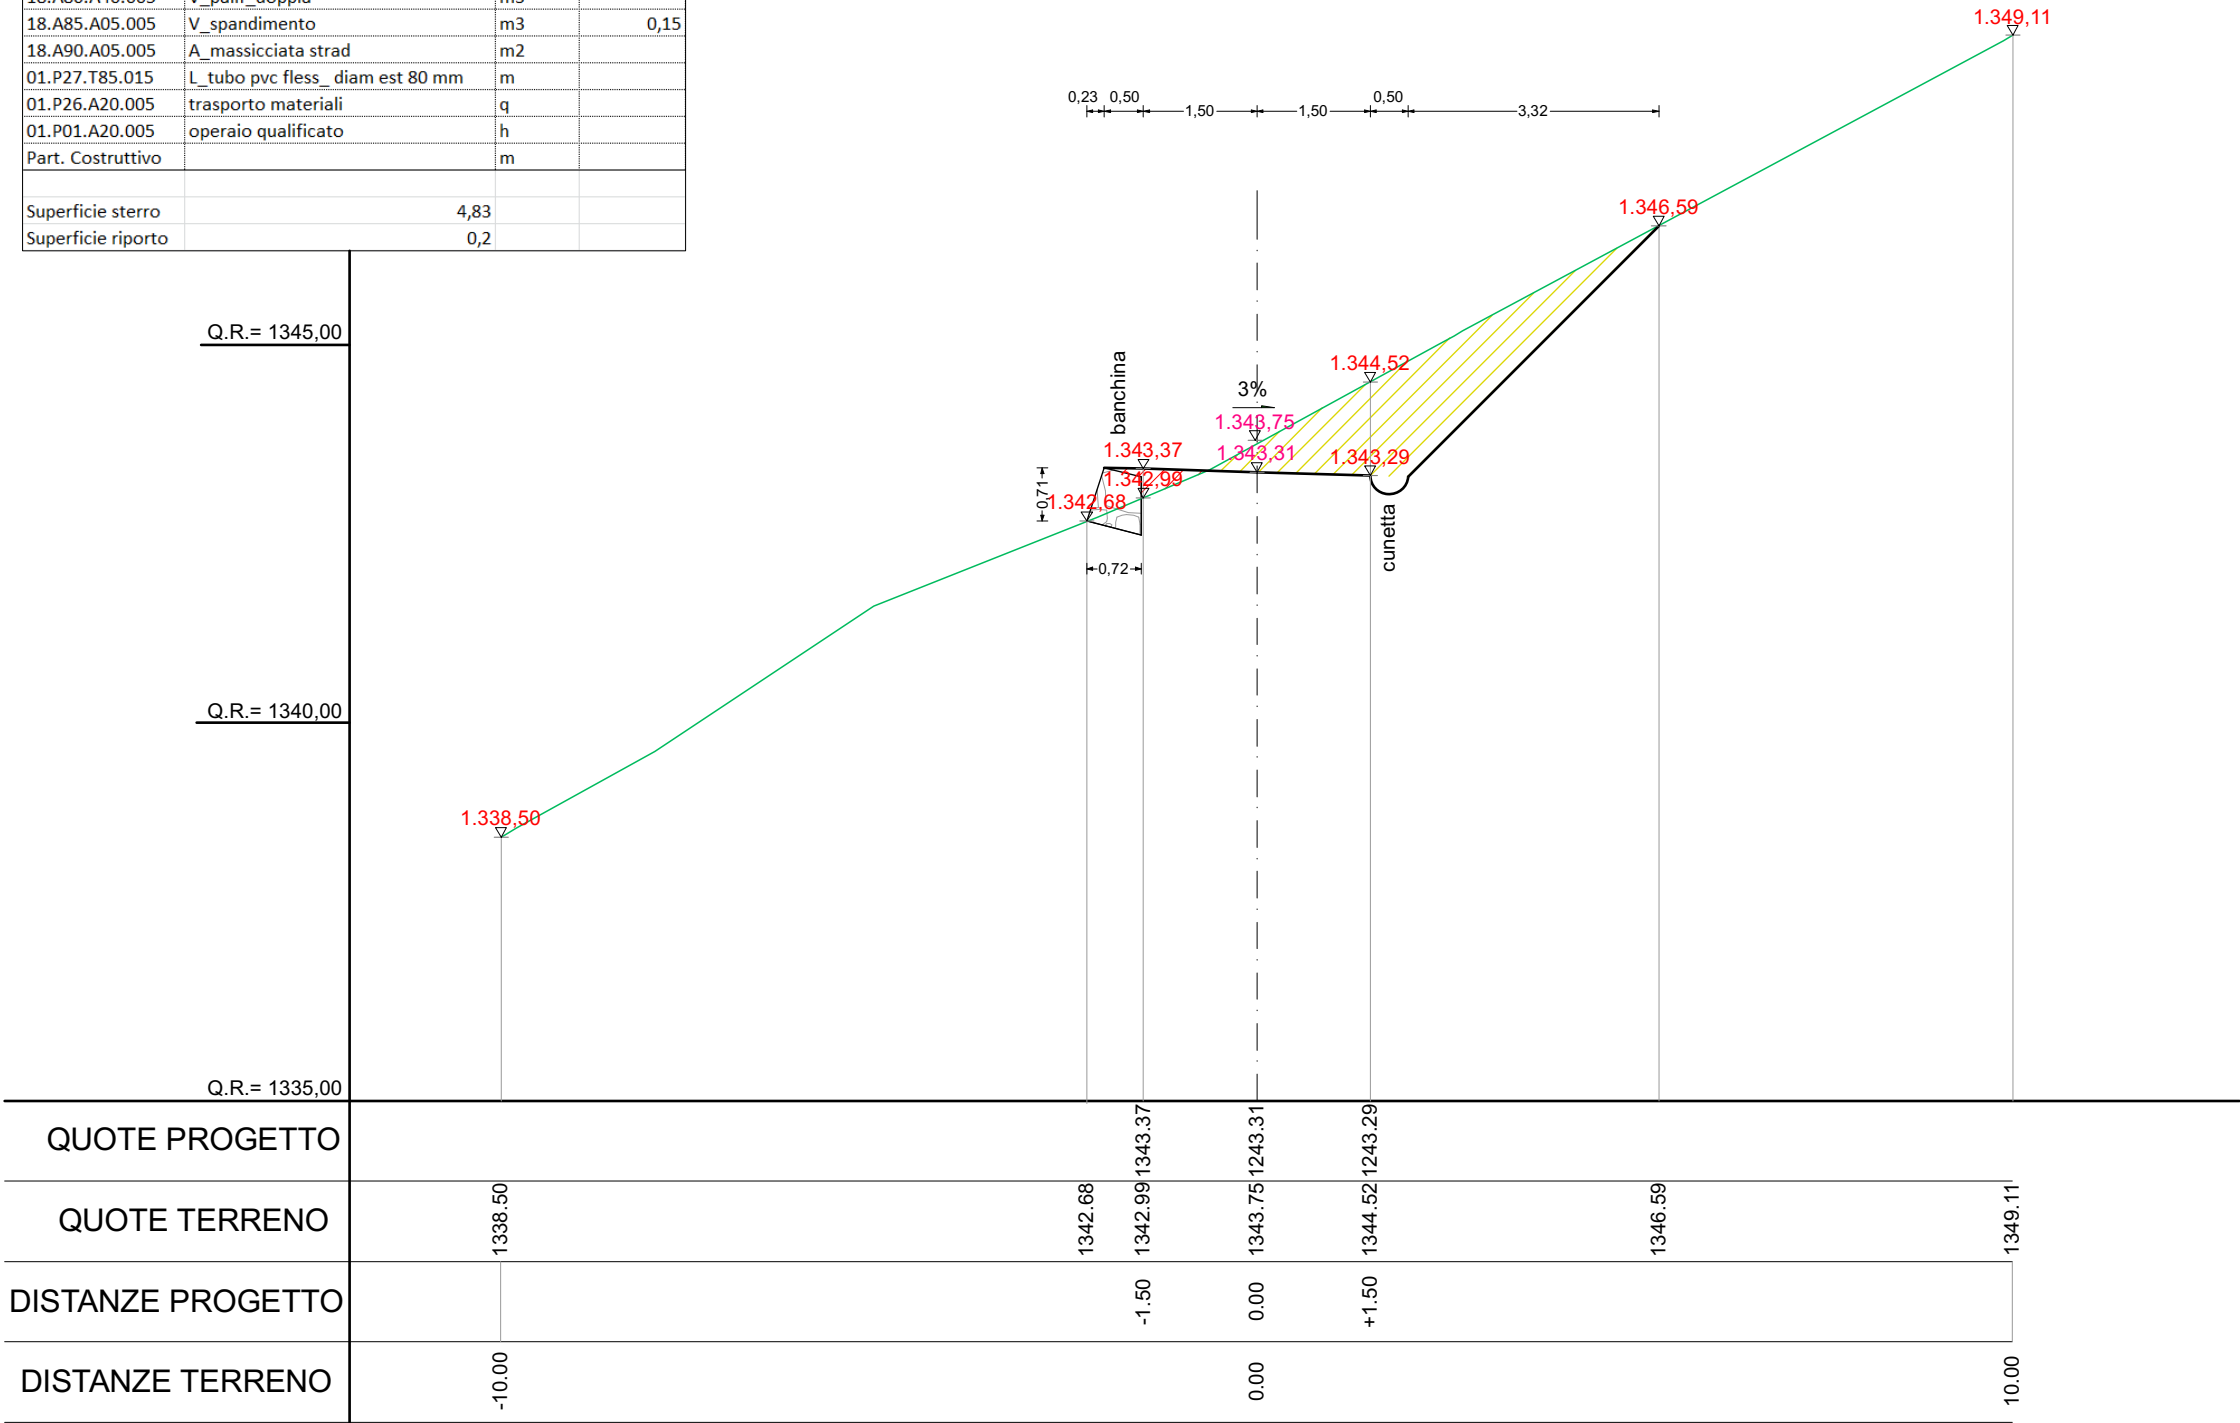 18.A85.A05.005 V_spandimento m3 0,15
18.A90.A05.005 A_massicciata strad m2
01.P27.T85.015 L_tubo pvc fless_ diam est 80 mm m
01.P26.A20.005 trasporto materiali q
01.P01.A20.005 operaio qualificato h
Part. Costruttivo m
Superficie sterro 4,83
Superficie riporto 0,2
1.349,11
0,23 0,50 1,50 1,50 0,50 3,32
1.346,59
Q.R.= 1345,00
banchina
1.344,52
3%
1.343,75
1.343,37
1.343,31
1.343,29
1.342,99
0,71
1.342,68
cunetta
0,72
Q.R.= 1340,00
1.338,50
Q.R.= 1335,00
QUOTE PROGETTO 1343.37 1243.31 1243.29
QUOTE TERRENO 1338.50 1342.68 1342.99 1343.75 1344.52 1346.59 1349.11
DISTANZE PROGETTO -1.50 0.00 +1.50
DISTANZE TERRENO -10.00 0.00 10.00